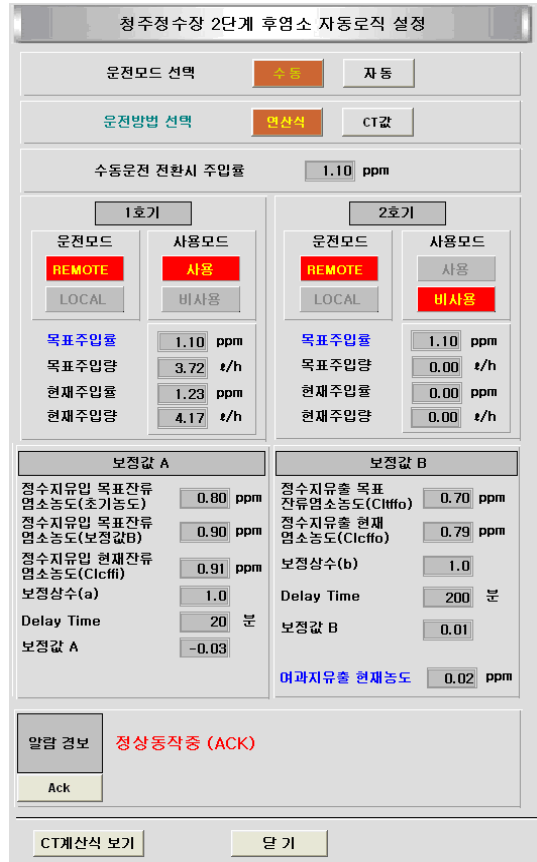 청주정수장 2단계 후염소 자동로직 설정
운전모드 선택 수동 자동
운전방법 선택 연산식 CT값
수동운전 전환시 주입률 1.10 ppm
1호기
운전모드 사용모드
REMOTE 사용
LOCAL 비사용
목표주입율 1.10 ppm
목표주입량 3.72 ℓ/h
현재주입율 1.23 ppm
현재주입량 4.17 ℓ/h
2호기
운전모드 사용모드
REMOTE 사용
LOCAL 비사용
목표주입률 1.10 ppm
목표주입량 0.00 ℓ/h
현재주입률 0.00 ppm
현재주입량 0.00 ℓ/h
보정값 A
정수지유입 목표잔류
염소농도(초기농도) 0.80 ppm
정수지유입 목표잔류
염소농도(보정값B) 0.90 ppm
정수지유입 현재잔류
염소농도(Clcffi) 0.91 ppm
보정상수(a) 1.0
Delay Time 20 분
보정값 A -0.03
보정값 B
정수지유출 목표
잔류염소농도(Cltffo) 0.70 ppm
정수지유출 현재
염소농도(Clcffo) 0.79 ppm
보정상수(b) 1.0
Delay Time 200 분
보정값 B 0.01
여과지유출 현재농도 0.02 ppm
알람 경보 정상동작중 (ACK)
Ack
CT계산식 보기 닫기